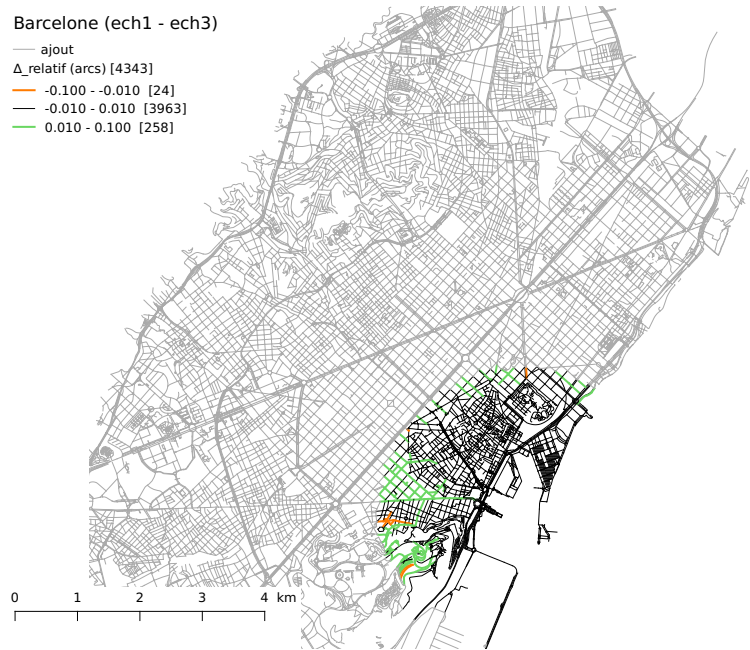 Barcelone (ech1 - ech3)
ajout
Δ_relatif (arcs) [4343]
-0.100 - -0.010 [24]
-0.010 - 0.010 [3963]
0.010 - 0.100 [258]
0 1 2 3 4 km